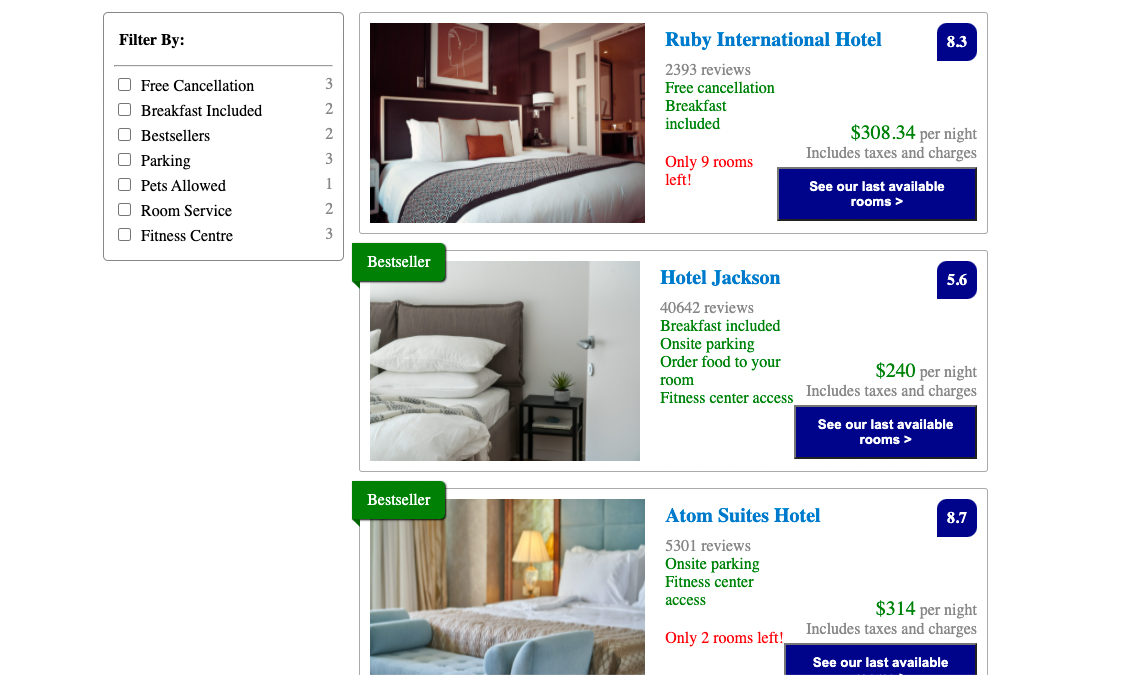 Filter By:
Free Cancellation 3
Breakfast Included 2
Bestsellers 2
Parking 3
Pets Allowed 1
Room Service 2
Fitness Centre 3
Ruby International Hotel
8.3
2393 reviews
Free cancellation
Breakfast
included
Only 9 rooms
left!
$308.34 per night
Includes taxes and charges
See our last available
rooms >
Bestseller
Hotel Jackson
5.6
40642 reviews
Breakfast included
Onsite parking
Order food to your
room
Fitness center access
$240 per night
Includes taxes and charges
See our last available
rooms >
Bestseller
Atom Suites Hotel
8.7
5301 reviews
Onsite parking
Fitness center
access
Only 2 rooms left!
$314 per night
Includes taxes and charges
See our last available